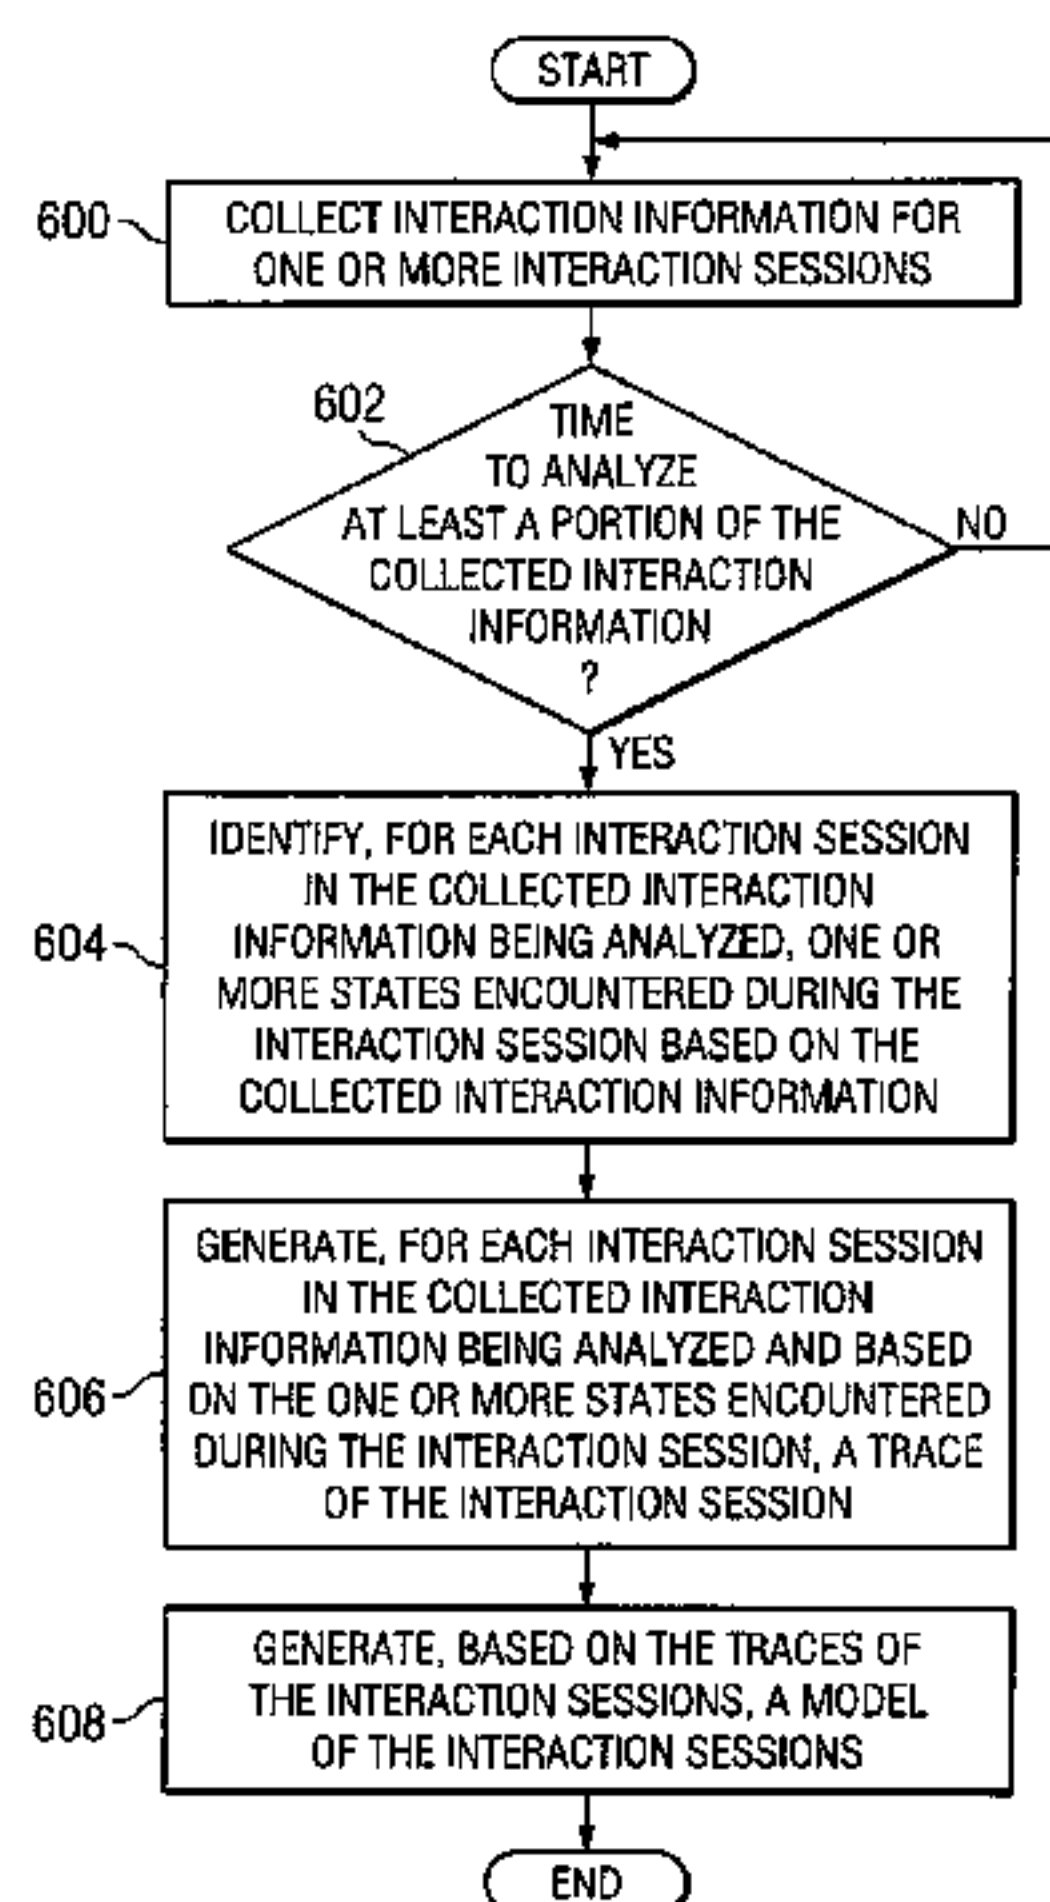 START
600
COLLECT INTERACTION INFORMATION FOR
ONE OR MORE INTERACTION SESSIONS
602
TIME
TO ANALYZE
AT LEAST A PORTION OF THE
COLLECTED INTERACTION
INFORMATION
?
NO
YES
604
IDENTIFY, FOR EACH INTERACTION SESSION
IN THE COLLECTED INTERACTION
INFORMATION BEING ANALYZED, ONE OR
MORE STATES ENCOUNTERED DURING THE
INTERACTION SESSION BASED ON THE
COLLECTED INTERACTION INFORMATION
606
GENERATE, FOR EACH INTERACTION SESSION
IN THE COLLECTED INTERACTION
INFORMATION BEING ANALYZED AND BASED
ON THE ONE OR MORE STATES ENCOUNTERED
DURING THE INTERACTION SESSION, A TRACE
OF THE INTERACTION SESSION
608
GENERATE, BASED ON THE TRACES OF
THE INTERACTION SESSIONS, A MODEL
OF THE INTERACTION SESSIONS
END